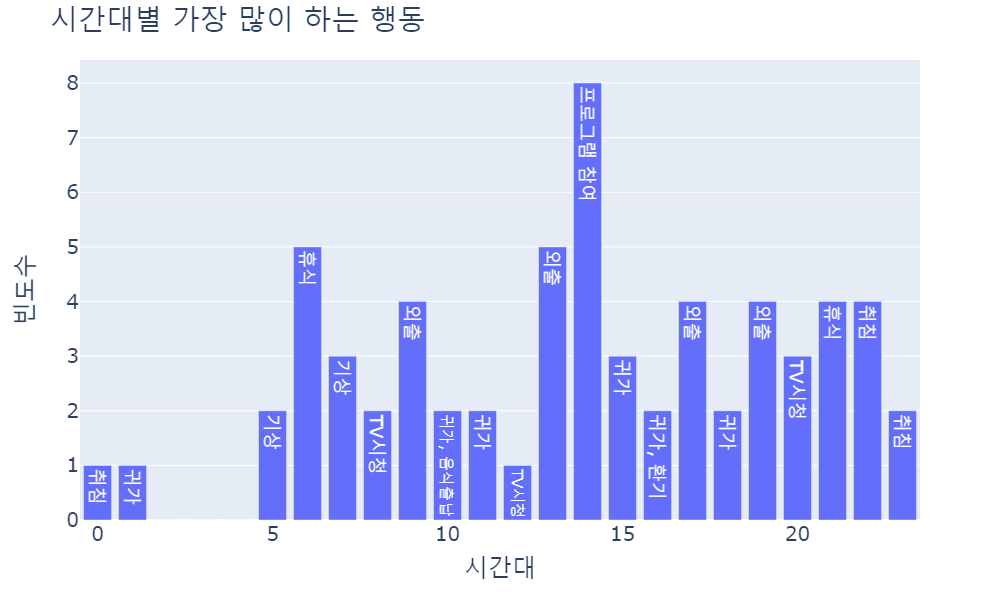 시간대별 가장 많이 하는 행동
빈도수
8
7
6
5
4
3
2
1
0
취침
귀가
기상
휴식
기상
TV시청
외출
귀가, 음식출납
귀가
TV시청
외출
프로그램 참여
귀가
귀가, 환기
외출
귀가
외출
TV시청
휴식
취침
취침
0 5 10 15 20
시간대